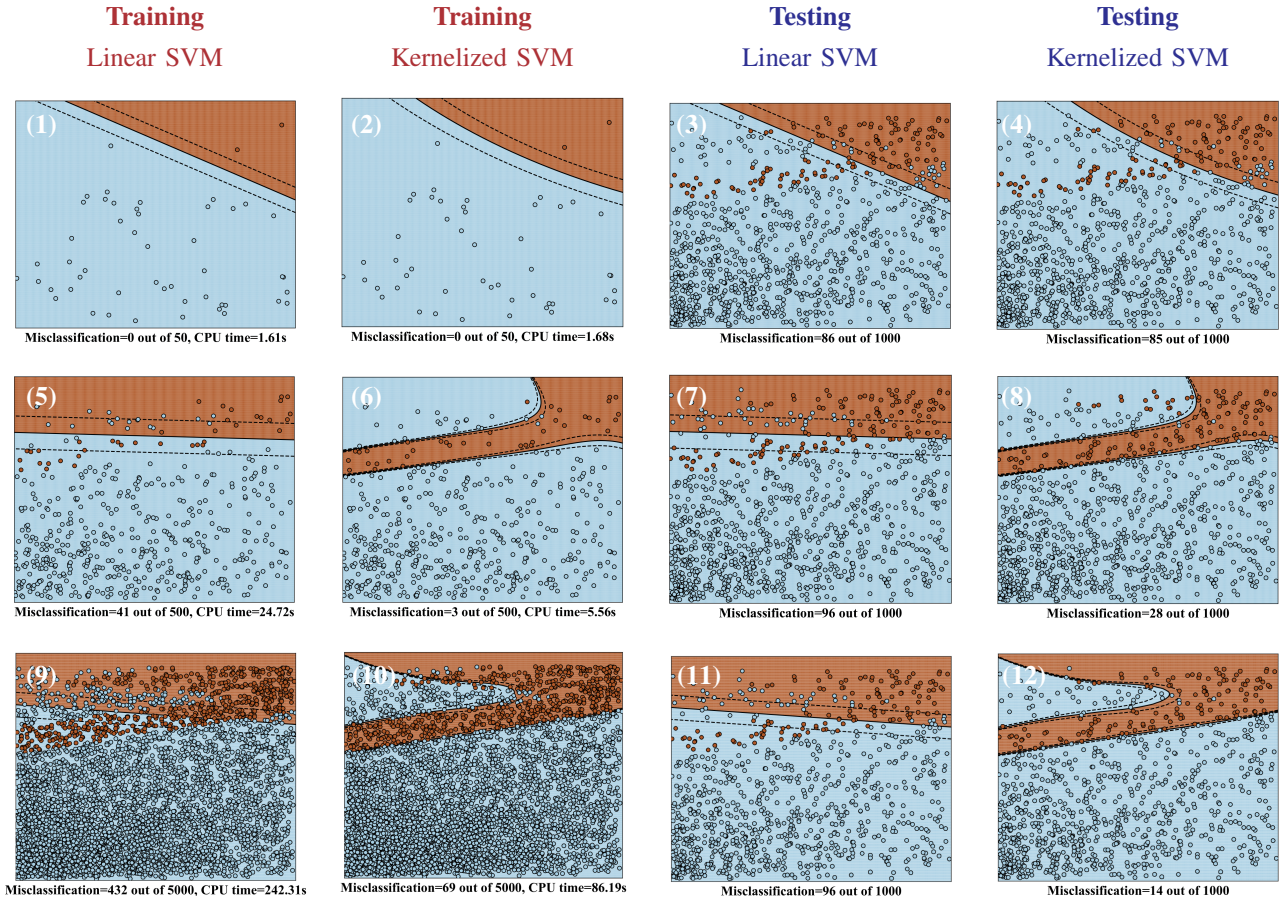 Training
Training
Testing
Testing
Linear SVM
Kernelized SVM
Linear SVM
Kernelized SVM
(1)
(2)
(3)
(4)
Misclassification=0 out of 50, CPU time=1.61s
Misclassification=0 out of 50, CPU time=1.68s
Misclassification=86 out of 1000
Misclassification=85 out of 1000
(5)
(6)
(7)
(8)
Misclassification=41 out of 500, CPU time=24.72s
Misclassification=3 out of 500, CPU time=5.56s
Misclassification=96 out of 1000
Misclassification=28 out of 1000
(9)
(10)
(11)
(12)
Misclassification=432 out of 5000, CPU time=242.31s
Misclassification=69 out of 5000, CPU time=86.19s
Misclassification=96 out of 1000
Misclassification=14 out of 1000